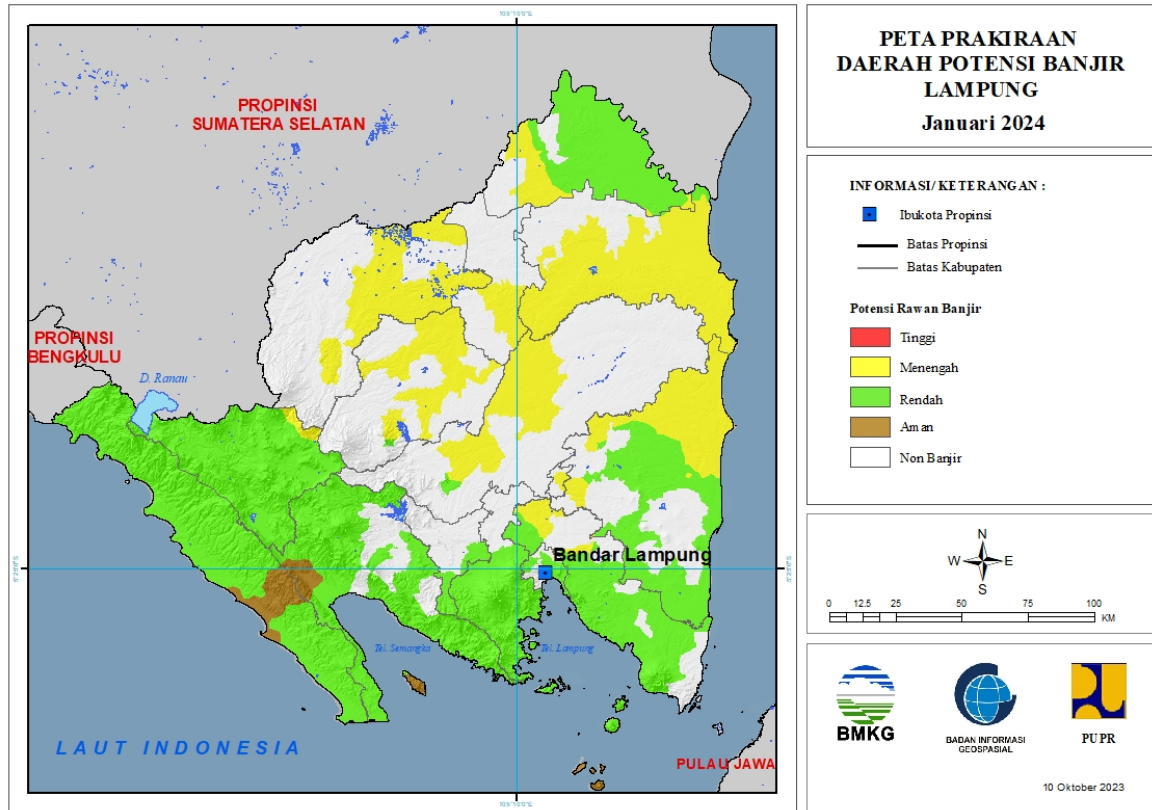 PROPINSI
SUMATERA SELATAN
PROPINSI
BENGKULU
D. Ranau
Bandar Lampung
Tel. Semangka
Tel. Lampung
LAUT INDONESIA
PULAU JAWA
PETA PRAKIRAAN
DAERAH POTENSI BANJIR
LAMPUNG
Januari 2024
INFORMASI/KETERANGAN :
Ibukota Propinsi
Batas Propinsi
Batas Kabupaten
Potensi Rawan Banjir
Tinggi
Menengah
Rendah
Aman
Non Banjir
N
W E
S
0 12.5 25 50 75 100
KM
BMKG
BADAN INFORMASI
GEOSPASIAL
PUPR
10 Oktober 2023